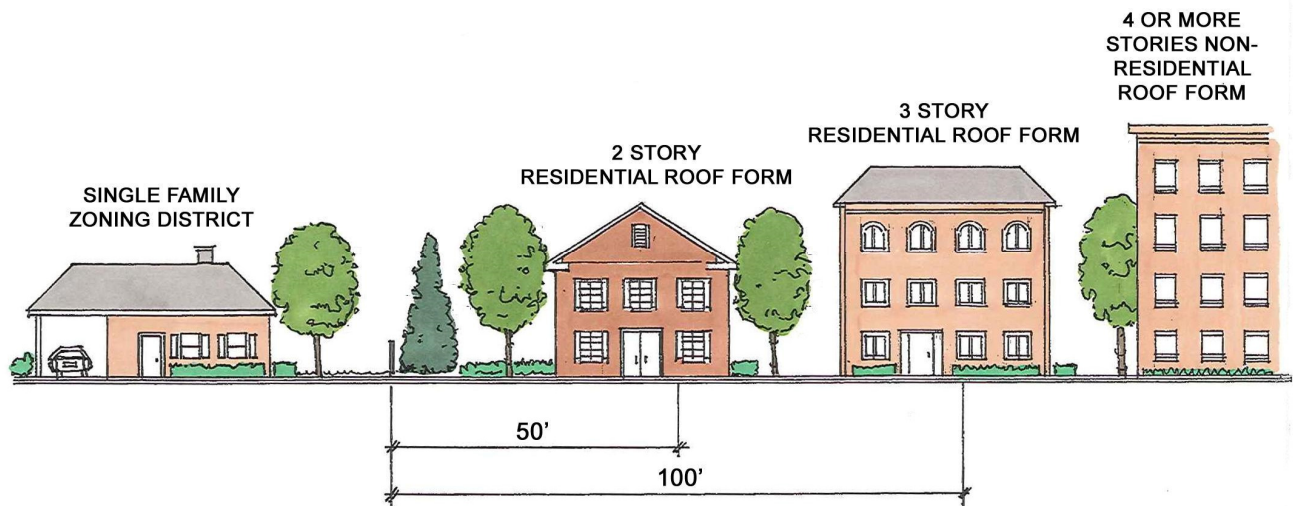 SINGLE FAMILY
ZONING DISTRICT
2 STORY
RESIDENTIAL ROOF FORM
3 STORY
RESIDENTIAL ROOF FORM
4 OR MORE
STORIES NON-
RESIDENTIAL
ROOF FORM
50’
100’